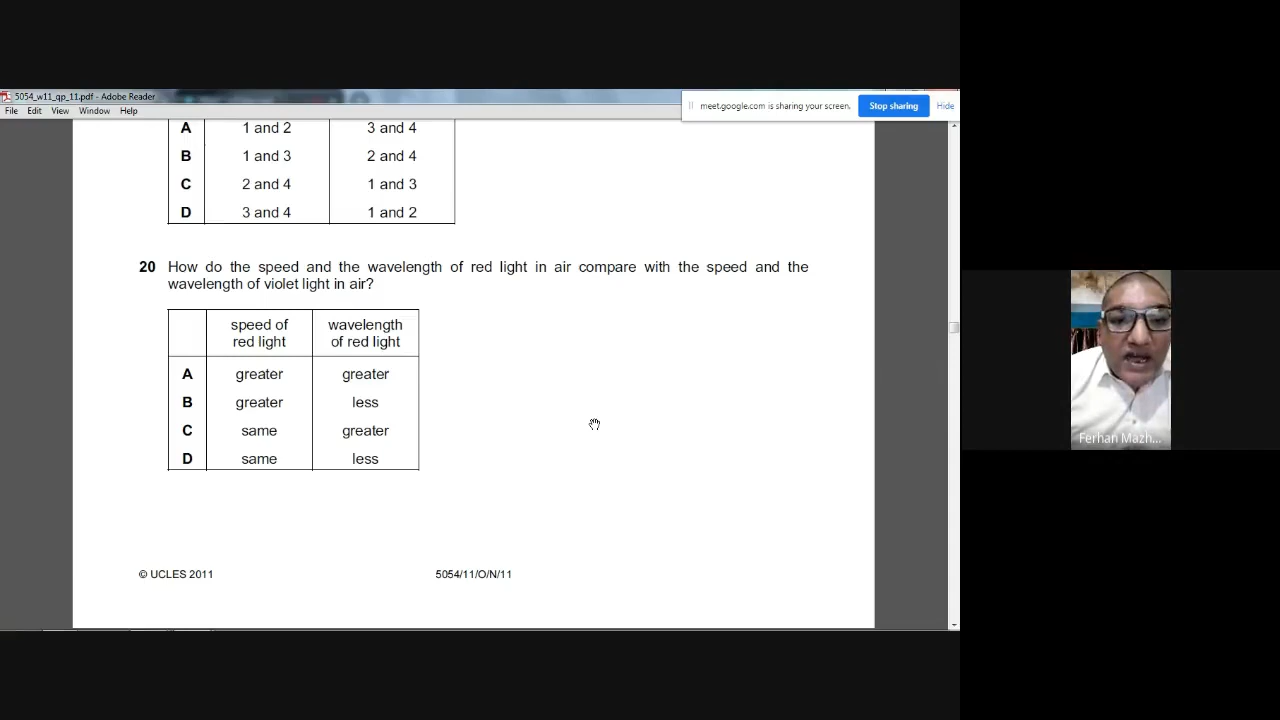 5054_w11_qp_11.pdf - Adobe Reader
File Edit View Window Help
meet.google.com is sharing your screen. Stop sharing Hide
A 1 and 2 3 and 4
B 1 and 3 2 and 4
C 2 and 4 1 and 3
D 3 and 4 1 and 2
20 How do the speed and the wavelength of red light in air compare with the speed and the
wavelength of violet light in air?
speed of wavelength
red light of red light
A greater greater
B greater less
C same greater
D same less
© UCLES 2011 5054/11/O/N/11
Ferhan Mazh...